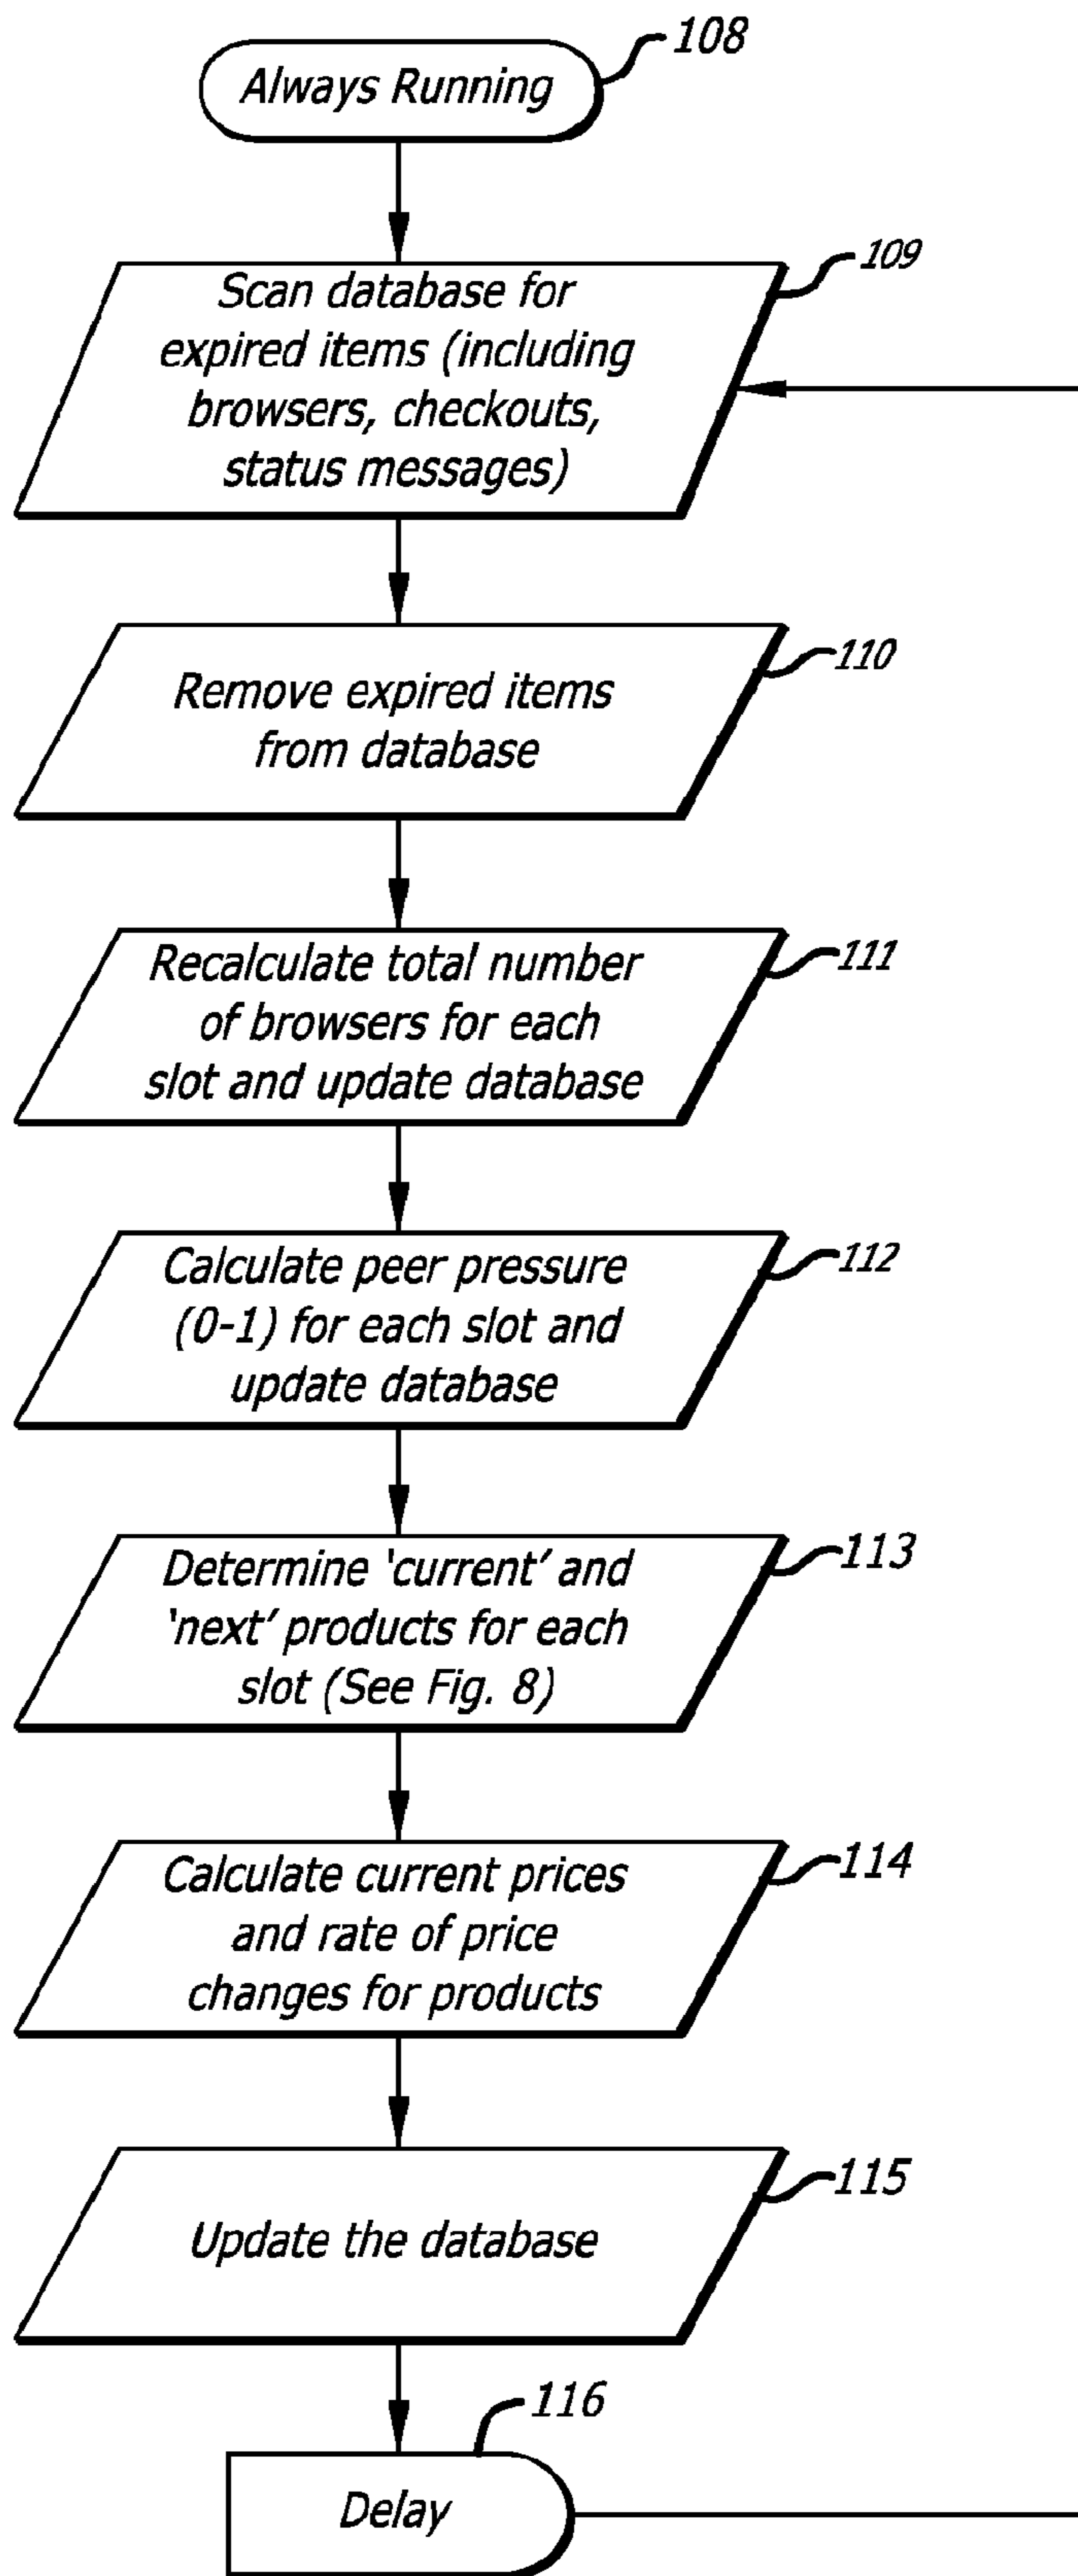 108
Always Running
109
Scan database for
expired items (including
browsers, checkouts,
status messages)
110
Remove expired items
from database
111
Recalculate total number
of browsers for each
slot and update database
112
Calculate peer pressure
(0-1) for each slot and
update database
113
Determine ‘current’ and
‘next’ products for each
slot (See Fig. 8)
114
Calculate current prices
and rate of price
changes for products
115
Update the database
116
Delay